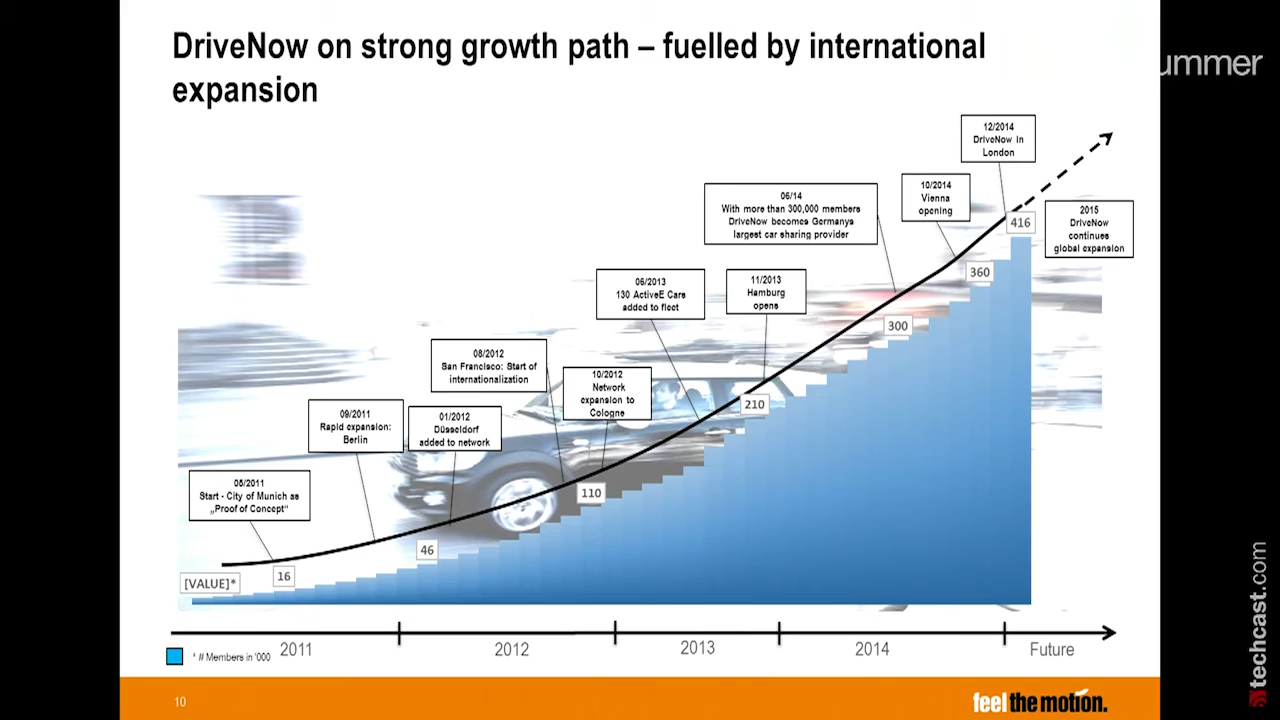 DriveNow on strong growth path – fuelled by international
expansion
ummer
12/2014
DriveNow in
London
06/14
With more than 300,000 members
DriveNow becomes Germanys
largest car sharing provider
10/2014
Vienna
opening
416
2015
DriveNow
continues
global expansion
360
06/2013
130 ActiveE Cars
added to fleet
11/2013
Hamburg
opens
300
08/2012
San Francisco: Start of
internationalization
10/2012
Network
expansion to
Cologne
210
09/2011
Rapid expansion:
Berlin
01/2012
Düsseldorf
added to network
110
05/2011
Start - City of Munich as
„Proof of Concept“
46
[VALUE]*
16
2011
2012
2013
2014
Future
* # Members in '000
10
feel the motion.
techcast.com